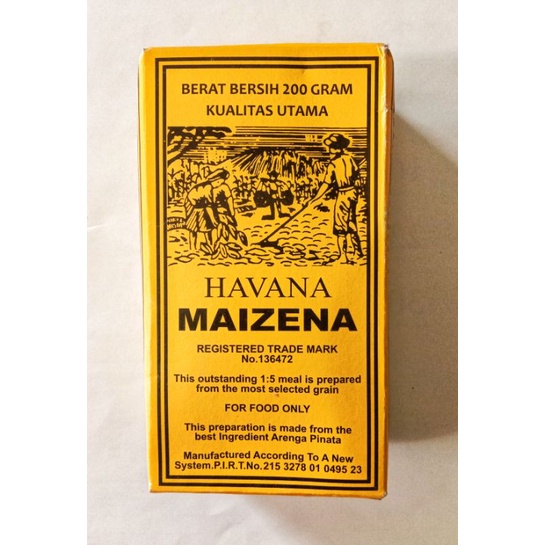 BERAT BERSIH 200 GRAM
KUALITAS UTAMA
HAVANA
MAIZENA
REGISTERED TRADE MARK
No.136472
This outstanding 1:5 meal is prepared
from the most selected grain
FOR FOOD ONLY
This preparation is made from the
best Ingredient Arenga Pinata
Manufactured According To A New
System.P.I.R.T.No.215 3278 01 0495 23